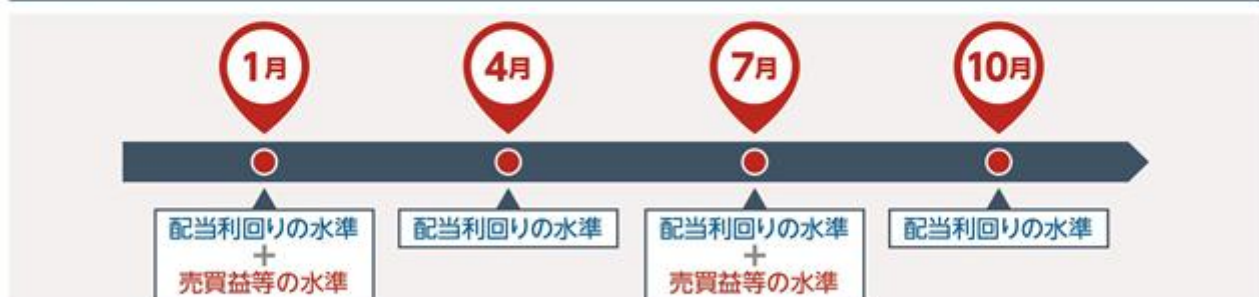 1月
4月
7月
10月
配当利回りの水準
+
売買益等の水準
配当利回りの水準
配当利回りの水準
+
売買益等の水準
配当利回りの水準